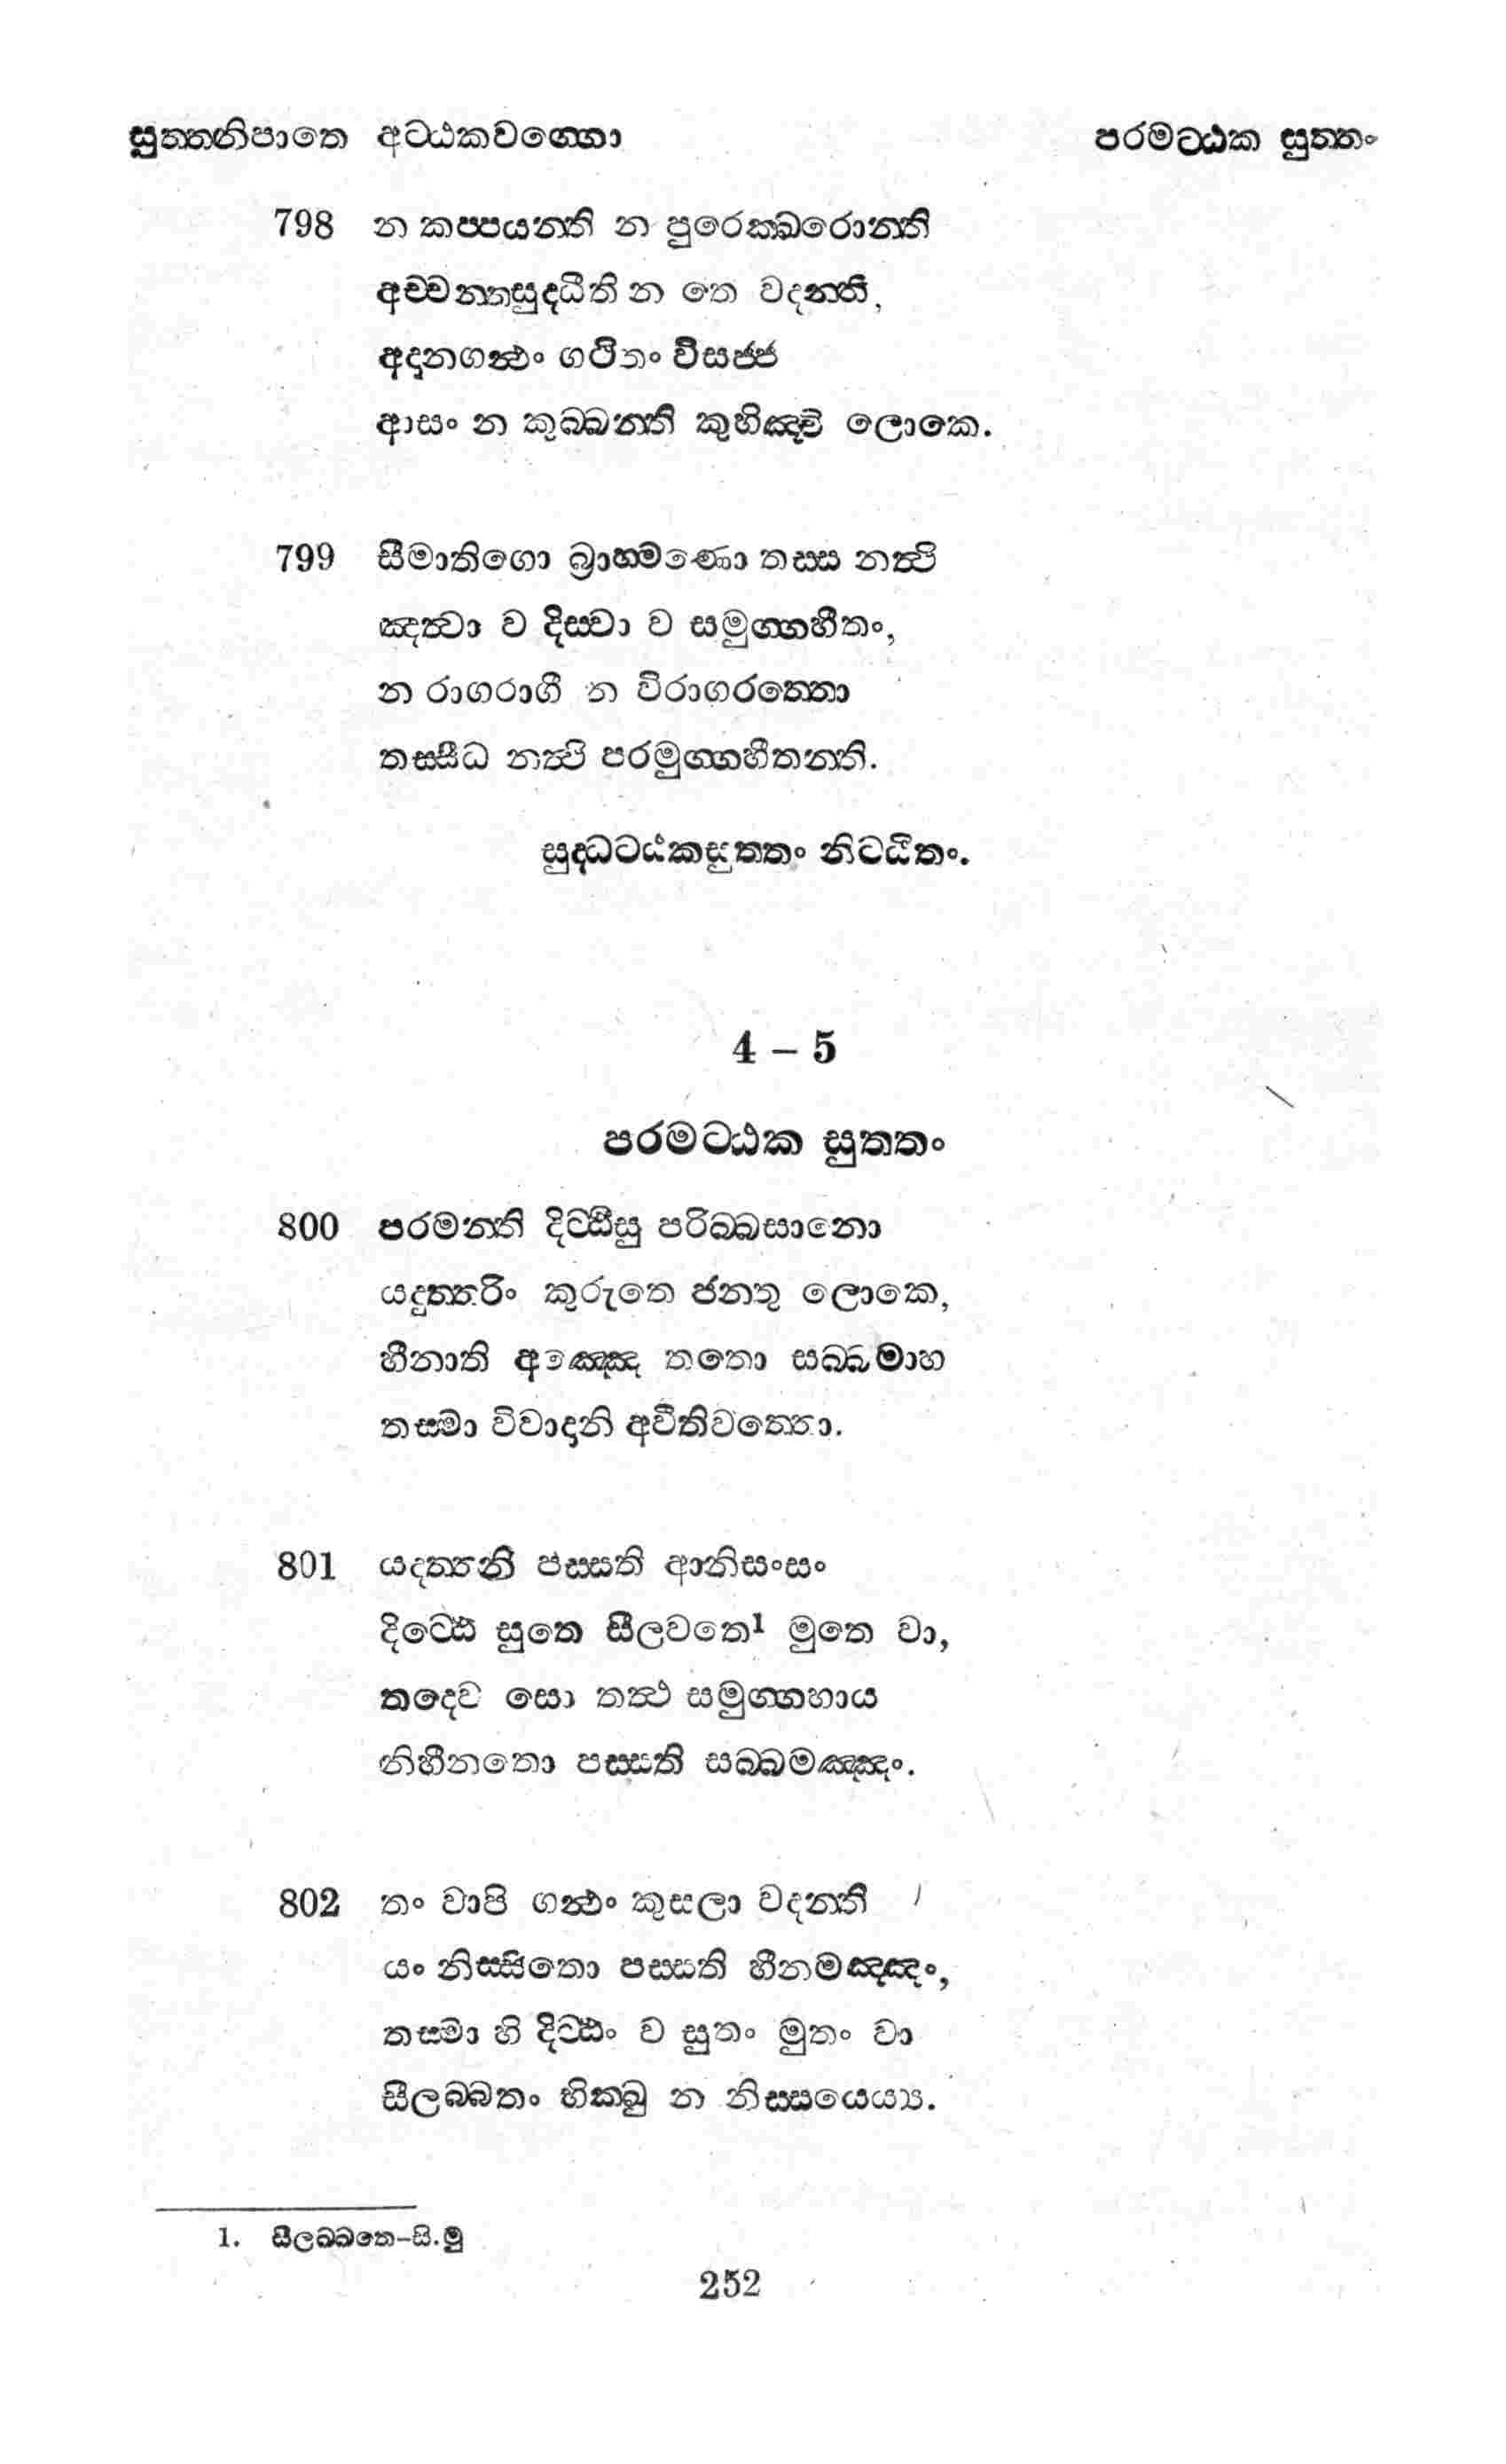 සුත්තනිපාතෙ අට්ඨකවග්ගො පරමට්ඨක සුත්තං
798 න කප්පයන්ති න පුරෙක්ඛරොන්ති
අච්චන්තසුද්ධීති න තෙ වදන්ති,
අදානගන්ථං ගථිතං විසජ්ජ
ආසං න කුබ්බන්ති කුහිඤ්චි ලොකෙ.
799 සීමාතිගො බ්‍රාහ්මණො තස්ස නත්ථි
ඤත්වා ව දිස්වා ව සමුග්ගහීතං,
න රාගරාගී න විරාගරත්තො
තස්සීධ නත්ථි පරමුග්ගහීතන්ති.
සුද්ධට්ඨකසුත්තං නිට්ඨිතං.
4 – 5
පරමට්ඨක සුත්තං
800 පරමන්ති දිට්ඨීසු පරිබ්බසානො
යදුත්තරිං කුරුතෙ ජනතු ලොකෙ,
හීනාති අඤ්ඤෙ තතො සබ්බමාහ
තස්මා විවාදානි අවීතිවත්තො.
801 යදත්තනි පස්සති ආනිසංසං
දිට්ඨෙ සුතෙ සීලවතෙ¹ මුතෙ වා,
තදෙව සො තත්ථ සමුග්ගහාය
නිහීනතො පස්සති සබ්බමඤ්ඤං.
802 තං වාපි ගන්ථං කුසලා වදන්ති
යං නිස්සිතො පස්සති හීනමඤ්ඤං,
තස්මා හි දිට්ඨං ව සුතං මුතං වා
සීලබ්බතං භික්ඛු න නිස්සයෙය්‍ය.
1. සීලබ්බතෙ–සි.මු
252